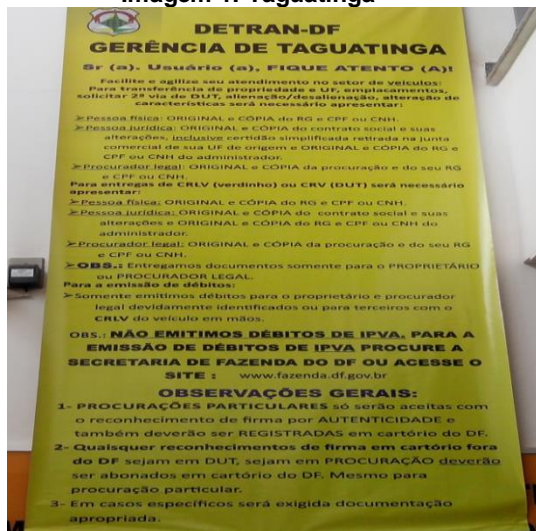 Imagem 1: Taguatinga
DETRAN-DF
GERÊNCIA DE TAGUATINGA
Sr (a). Usuário (a), FIQUE ATENTO (A)!
Facilite e agilize seu atendimento no setor de veículos:
Para transferência de propriedade e UF, emplacamentos,
solicitar 2ª via do DUT, alienação/desalienação, alteração de
características será necessário apresentar:
➢Pessoa física: ORIGINAL e CÓPIA do RG e CPF ou CNH.
➢Pessoa jurídica: ORIGINAL e CÓPIA do contrato social e suas
alterações, inclusive certidão simplificada retirada na junta
comercial de sua UF de origem e ORIGINAL e CÓPIA do RG e
CPF ou CNH do administrador.
➢Procurador legal: ORIGINAL e CÓPIA da procuração e do seu RG
e CPF ou CNH.
Para entregas de CRLV (verdinho) ou CRV (DUT) será necessário
apresentar:
➢Pessoa física: ORIGINAL e CÓPIA do RG e CPF ou CNH.
➢Pessoa jurídica: ORIGINAL e CÓPIA do contrato social e suas
alterações e ORIGINAL e CÓPIA do RG e CPF ou CNH do
administrador.
➢Procurador legal: ORIGINAL e CÓPIA da procuração e do seu RG
e CPF ou CNH.
➢OBS.: Entregamos documentos somente para o PROPRIETÁRIO
ou PROCURADOR LEGAL.
Para a emissão de débitos:
➢Somente emitimos débitos para o proprietário e procurador
legal devidamente identificados ou para terceiros com o
CRLV do veículo em mãos.
OBS.: NÃO EMITIMOS DÉBITOS DE IPVA. PARA A
EMISSÃO DE DÉBITOS DE IPVA PROCURE A
SECRETARIA DE FAZENDA DO DF OU ACESSE O
SITE : www.fazenda.df.gov.br
OBSERVAÇÕES GERAIS:
1- PROCURAÇÕES PARTICULARES só serão aceitas com
o reconhecimento de firma por AUTENTICIDADE e
também deverão ser REGISTRADAS em cartório do DF.
2- Quaisquer reconhecimentos de firma em cartório fora
do DF sejam em DUT, sejam em PROCURAÇÃO deverão
ser abonados em cartório do DF. Mesmo para
procuração particular.
3- Em casos específicos será exigida documentação
apropriada.